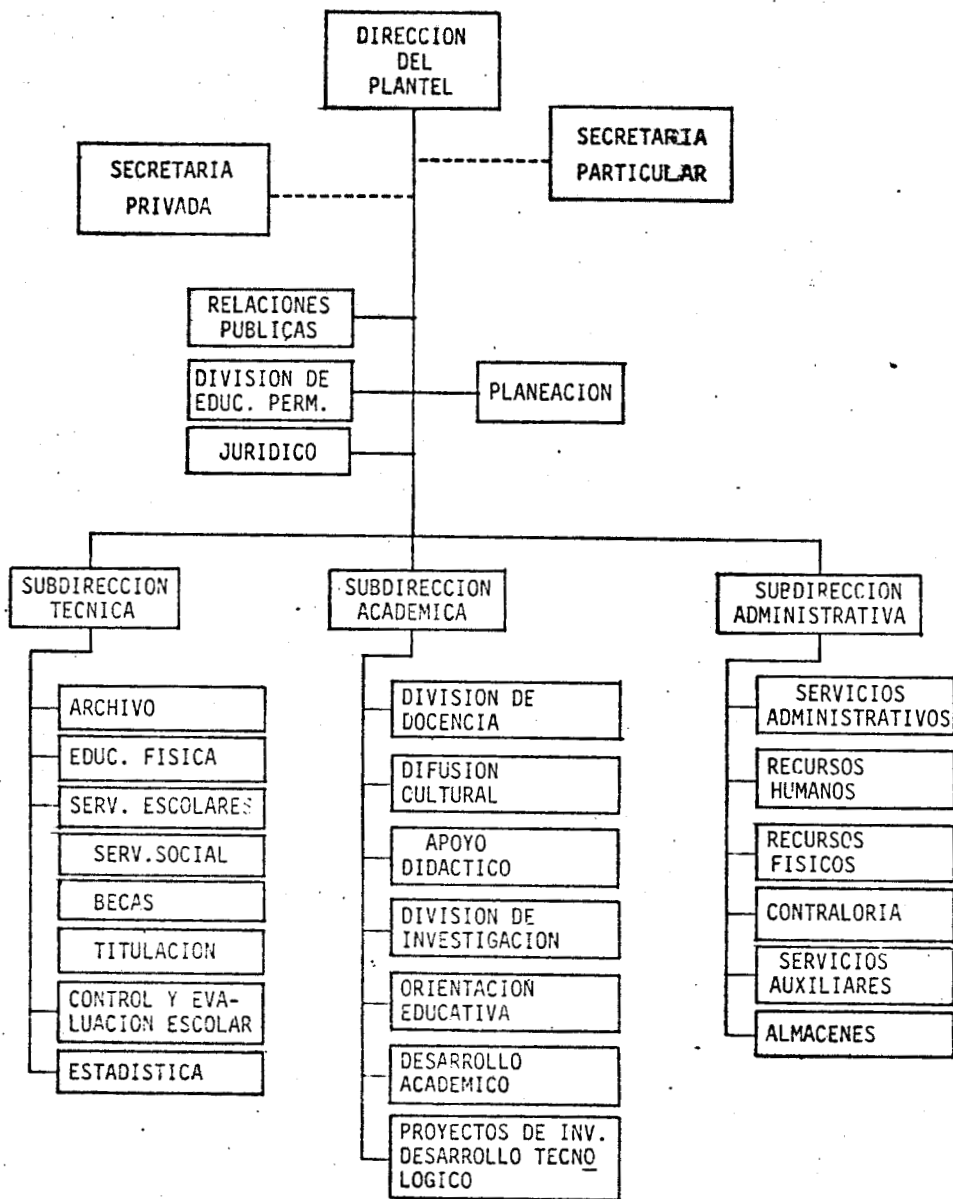 DIRECCION
DEL
PLANTEL
SECRETARIA
PARTICULAR
SECRETARIA
PRIVADA
RELACIONES
PUBLIÇAS
DIVISION DE
EDUC. PERM.
PLANEACION
JURIDICO
SUBDIRECCION
TECNICA
SUBDIRECCION
ACADEMICA
SUBDIRECCION
ADMINISTRATIVA
ARCHIVO
EDUC. FISICA
SERV. ESCOLARES
SERV.SOCIAL
BECAS
TITULACION
CONTROL Y EVA-
LUACION ESCOLAR
ESTADISTICA
DIVISION DE
DOCENCIA
DIFUSION
CULTURAL
APOYO
DIDACTICO
DIVISION DE
INVESTIGACION
ORIENTACION
EDUCATIVA
DESARROLLO
ACADEMICO
PROYECTOS DE INV.
DESARROLLO TECNO
LOGICO
SERVICIOS
ADMINISTRATIVOS
RECURSOS
HUMANOS
RECURSOS
FISICOS
CONTRALORIA
SERVICIOS
AUXILIARES
ALMACENES